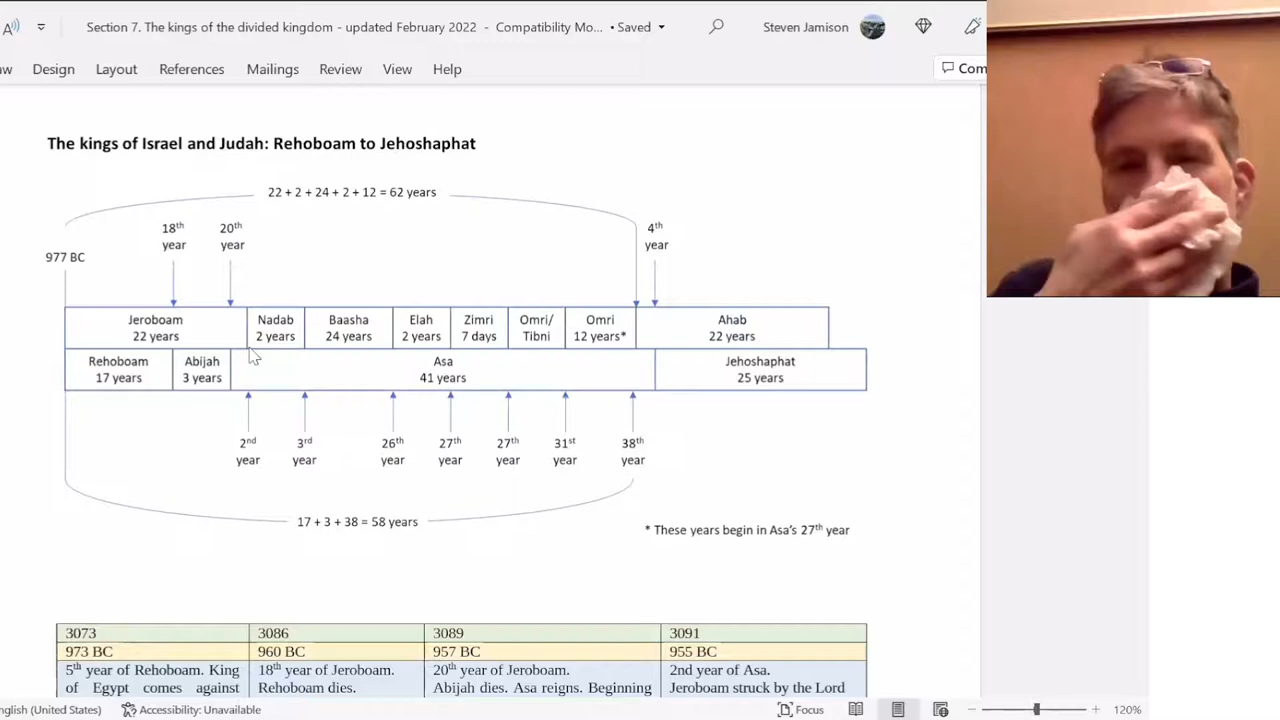 Section 7. The kings of the divided kingdom - updated February 2022 - Compatibility Mo... • Saved
Steven Jamison
Design Layout References Mailings Review View Help
Com
The kings of Israel and Judah: Rehoboam to Jehoshaphat
22 + 2 + 24 + 2 + 12 = 62 years
18th year
20th year
4th year
977 BC
Jeroboam
22 years
Nadab
2 years
Baasha
24 years
Elah
2 years
Zimri
7 days
Omri/
Tibni
Omri
12 years*
Ahab
22 years
Rehoboam
17 years
Abijah
3 years
Asa
41 years
Jehoshaphat
25 years
2nd year
3rd year
26th year
27th year
27th year
31st year
38th year
17 + 3 + 38 = 58 years
* These years begin in Asa's 27th year
3073 3086 3089 3091
973 BC 960 BC 957 BC 955 BC
5th year of Rehoboam. King
of Egypt comes against
18th year of Jeroboam.
Rehoboam dies.
20th year of Jeroboam.
Abijah dies. Asa reigns. Beginning
2nd year of Asa.
Jeroboam struck by the Lord
nglish (United States) Accessibility: Unavailable Focus 120%